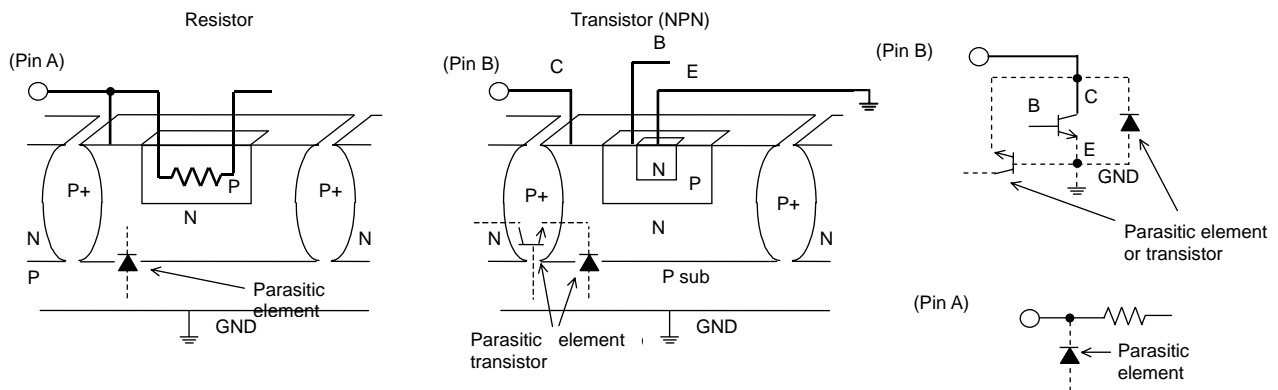 Resistor
(Pin A)
P+
P
N
P+
N
N
P
Parasitic
element
GND
Transistor (NPN)
B
(Pin B)
C
E
N
P
P+
P+
N
N
N
P sub
GND
Parasitic element
transistor
(Pin B)
B
C
E
GND
Parasitic element
or transistor
(Pin A)
Parasitic
element